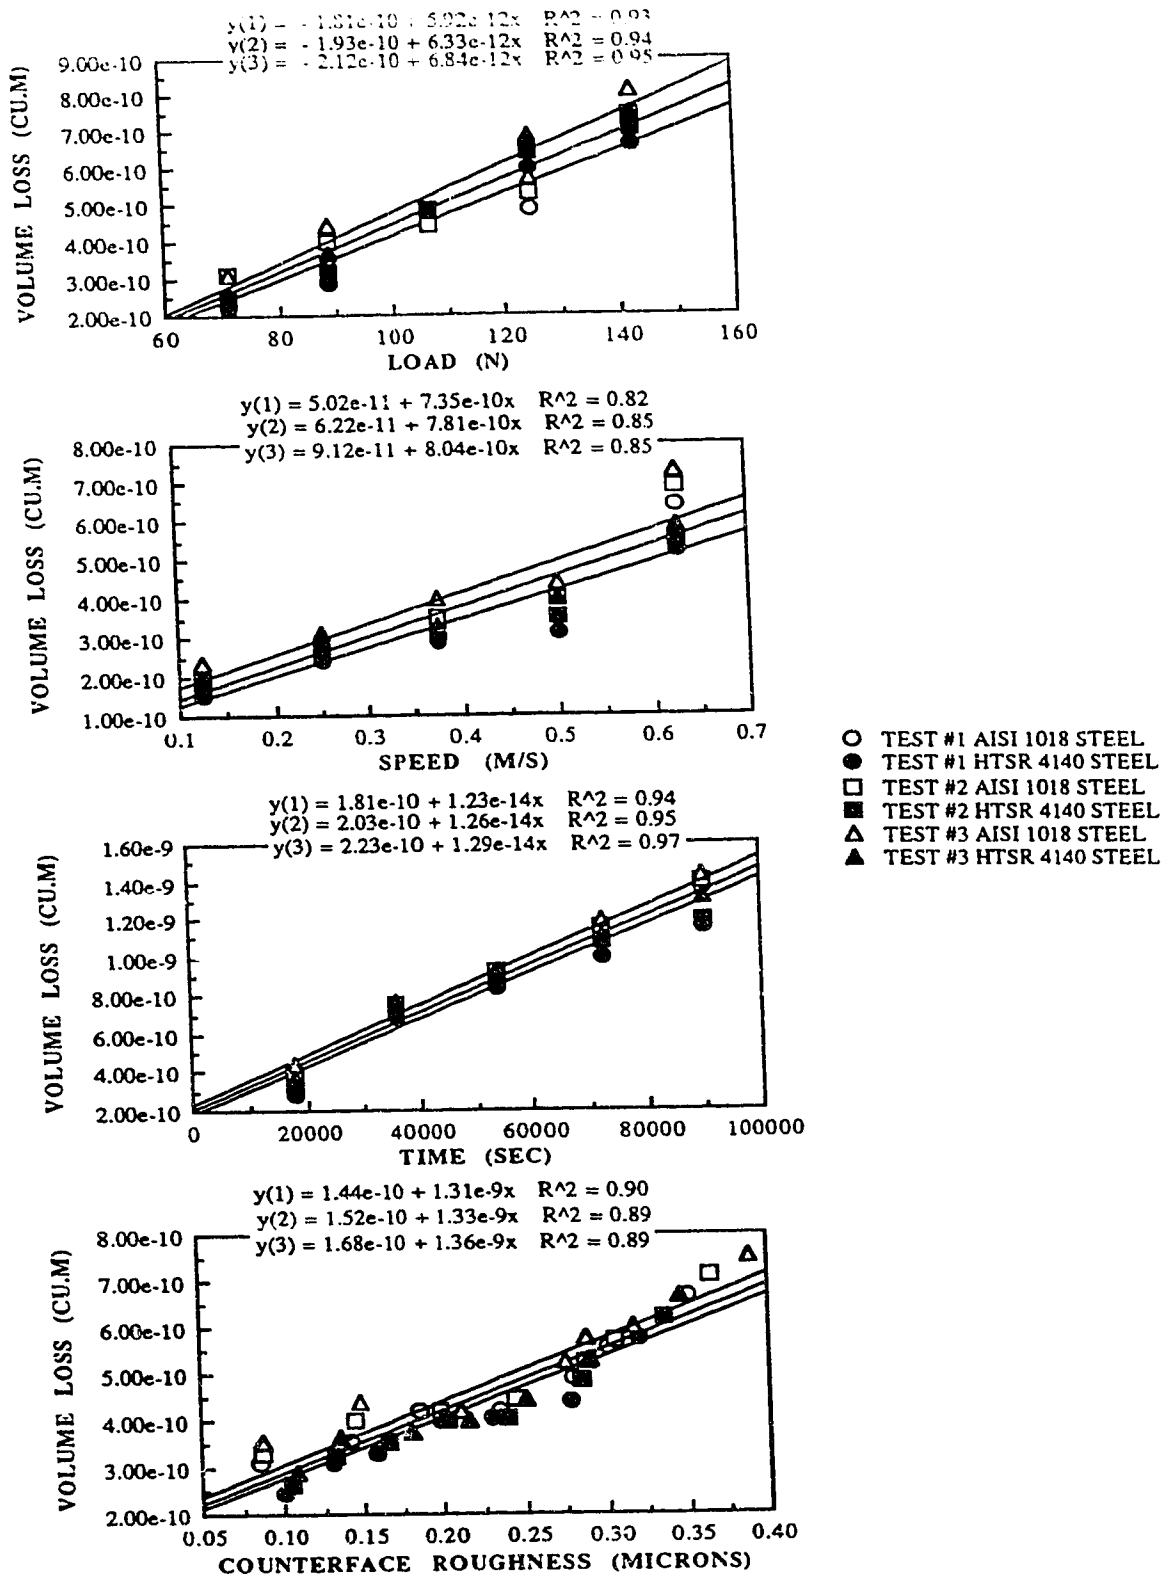 y(1) = - 1.81e-10 + 5.92e-12x R^2 = 0.93
y(2) = - 1.93e-10 + 6.33e-12x R^2 = 0.94
y(3) = - 2.12e-10 + 6.84e-12x R^2 = 0.95
VOLUME LOSS (CU.M)
9.00e-10
8.00e-10
7.00e-10
6.00e-10
5.00e-10
4.00e-10
3.00e-10
2.00e-10
60 80 100 120 140 160
LOAD (N)
y(1) = 5.02e-11 + 7.35e-10x R^2 = 0.82
y(2) = 6.22e-11 + 7.81e-10x R^2 = 0.85
y(3) = 9.12e-11 + 8.04e-10x R^2 = 0.85
VOLUME LOSS (CU.M)
8.00e-10
7.00e-10
6.00e-10
5.00e-10
4.00e-10
3.00e-10
2.00e-10
1.00e-10
0.1 0.2 0.3 0.4 0.5 0.6 0.7
SPEED (M/S)
TEST #1 AISI 1018 STEEL
TEST #1 HTSR 4140 STEEL
TEST #2 AISI 1018 STEEL
TEST #2 HTSR 4140 STEEL
TEST #3 AISI 1018 STEEL
TEST #3 HTSR 4140 STEEL
y(1) = 1.81e-10 + 1.23e-14x R^2 = 0.94
y(2) = 2.03e-10 + 1.26e-14x R^2 = 0.95
y(3) = 2.23e-10 + 1.29e-14x R^2 = 0.97
VOLUME LOSS (CU.M)
1.60e-9
1.40e-9
1.20e-9
1.00e-9
8.00e-10
6.00e-10
4.00e-10
2.00e-10
0 20000 40000 60000 80000 100000
TIME (SEC)
y(1) = 1.44e-10 + 1.31e-9x R^2 = 0.90
y(2) = 1.52e-10 + 1.33e-9x R^2 = 0.89
y(3) = 1.68e-10 + 1.36e-9x R^2 = 0.89
VOLUME LOSS (CU.M)
8.00e-10
7.00e-10
6.00e-10
5.00e-10
4.00e-10
3.00e-10
2.00e-10
0.05 0.10 0.15 0.20 0.25 0.30 0.35 0.40
COUNTERFACE ROUGHNESS (MICRONS)